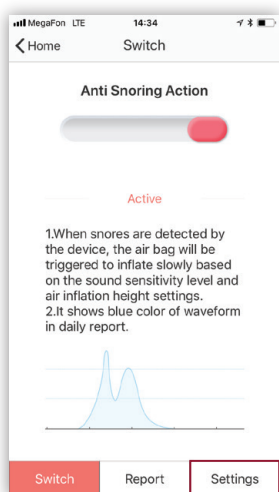 MegaFon LTE 14:34
Home Switch
Anti Snoring Action
Active
1.When snores are detected by
the device, the air bag will be
triggered to inflate slowly based
on the sound sensitivity level and
air inflation height settings.
2.It shows blue color of waveform
in daily report.
Switch Report Settings